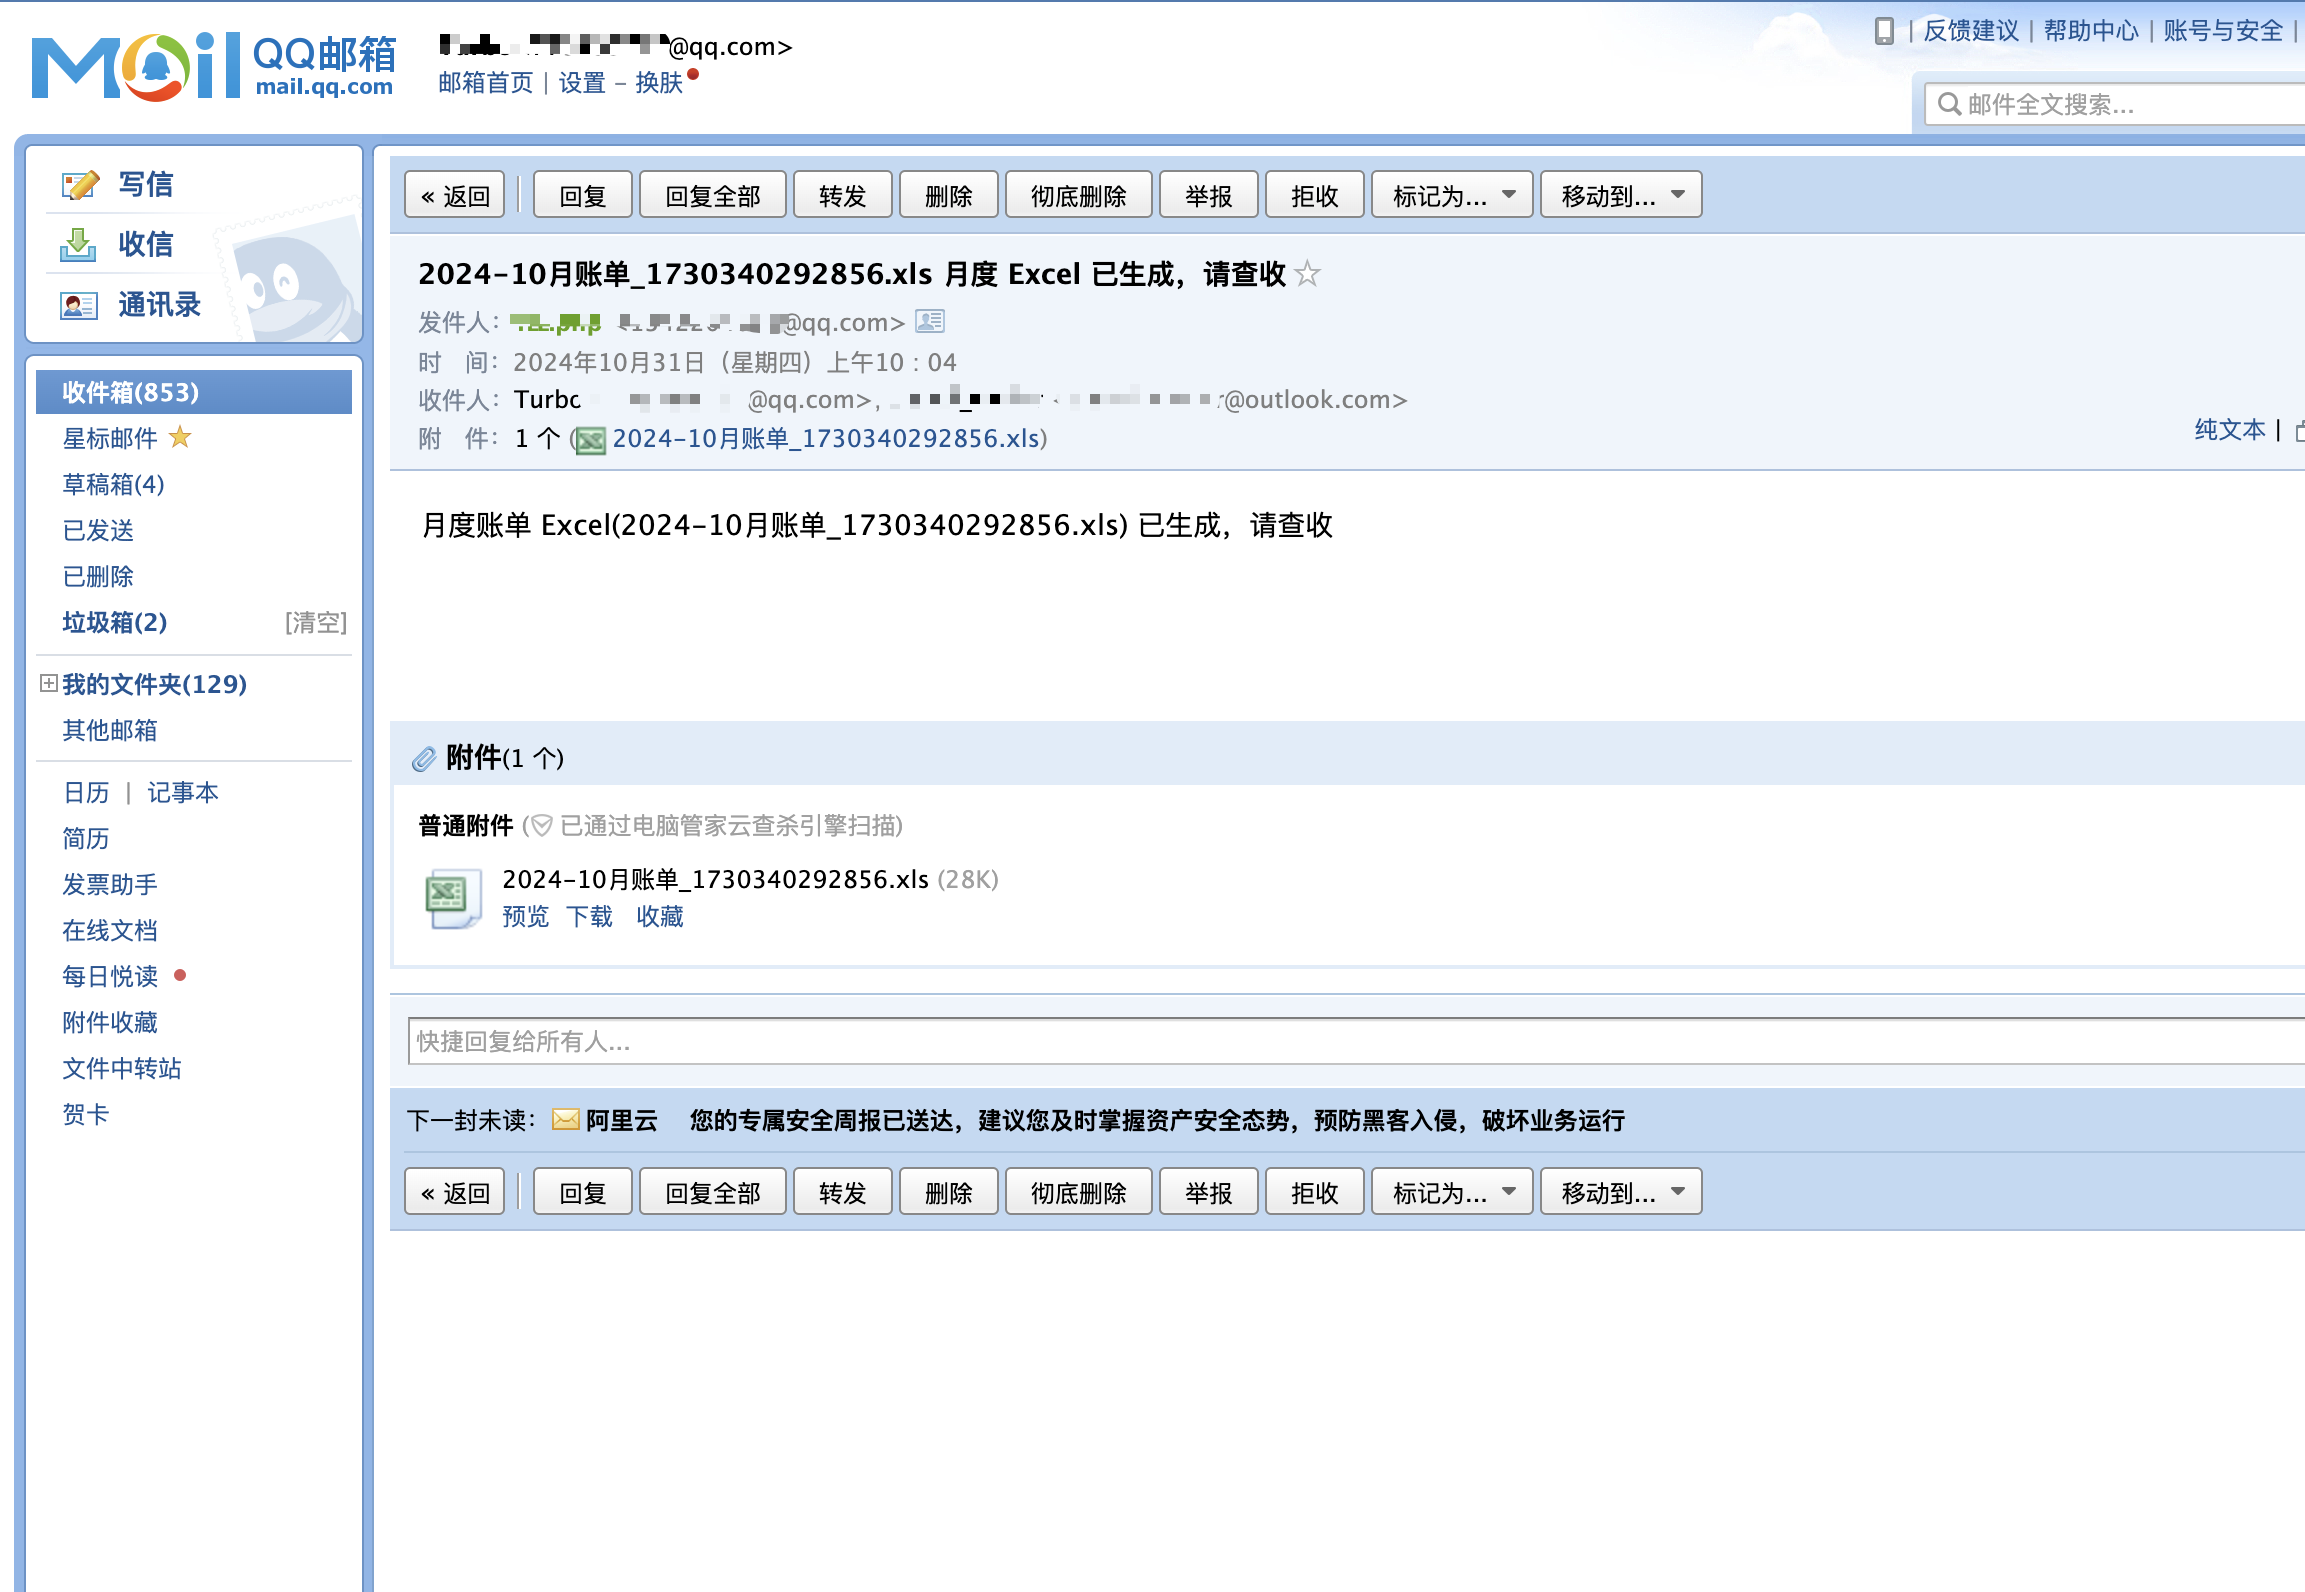 Mail QQ邮箱
mail.qq.com
@qq.com>
邮箱首页 | 设置 - 换肤
| 反馈建议 | 帮助中心 | 账号与安全 |
邮件全文搜索...
写信
收信
通讯录
收件箱(853)
星标邮件
草稿箱(4)
已发送
已删除
垃圾箱(2) [清空]
我的文件夹(129)
其他邮箱
日历 | 记事本
简历
发票助手
在线文档
每日悦读
附件收藏
文件中转站
贺卡
« 返回 回复 回复全部 转发 删除 彻底删除 举报 拒收 标记为... 移动到...
2024-10月账单_1730340292856.xls 月度 Excel 已生成，请查收
发件人： @qq.com>
时 间： 2024年10月31日（星期四）上午10：04
收件人： Turbo @qq.com>, @outlook.com>
附 件： 1 个 (2024-10月账单_1730340292856.xls)
纯文本 |
月度账单 Excel(2024-10月账单_1730340292856.xls) 已生成，请查收
附件(1 个)
普通附件 (已通过电脑管家云查杀引擎扫描)
2024-10月账单_1730340292856.xls (28K)
预览 下载 收藏
快捷回复给所有人...
下一封未读： 阿里云 您的专属安全周报已送达，建议您及时掌握资产安全态势，预防黑客入侵，破坏业务运行
« 返回 回复 回复全部 转发 删除 彻底删除 举报 拒收 标记为... 移动到...